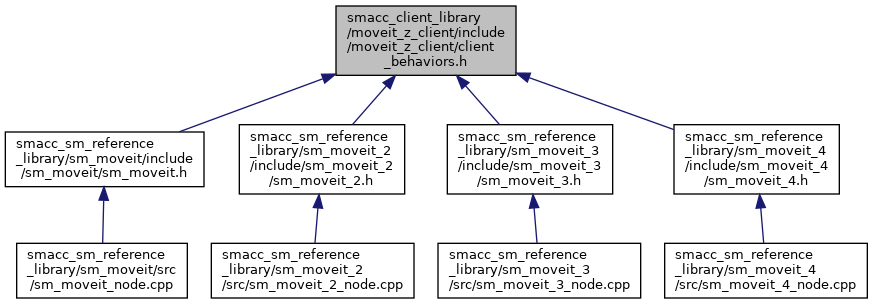 smacc_client_library
/moveit_z_client/include
/moveit_z_client/client
_behaviors.h
smacc_sm_reference
_library/sm_moveit/include
/sm_moveit/sm_moveit.h
smacc_sm_reference
_library/sm_moveit_2
/include/sm_moveit_2
/sm_moveit_2.h
smacc_sm_reference
_library/sm_moveit_3
/include/sm_moveit_3
/sm_moveit_3.h
smacc_sm_reference
_library/sm_moveit_4
/include/sm_moveit_4
/sm_moveit_4.h
smacc_sm_reference
_library/sm_moveit/src
/sm_moveit_node.cpp
smacc_sm_reference
_library/sm_moveit_2
/src/sm_moveit_2_node.cpp
smacc_sm_reference
_library/sm_moveit_3
/src/sm_moveit_3_node.cpp
smacc_sm_reference
_library/sm_moveit_4
/src/sm_moveit_4_node.cpp